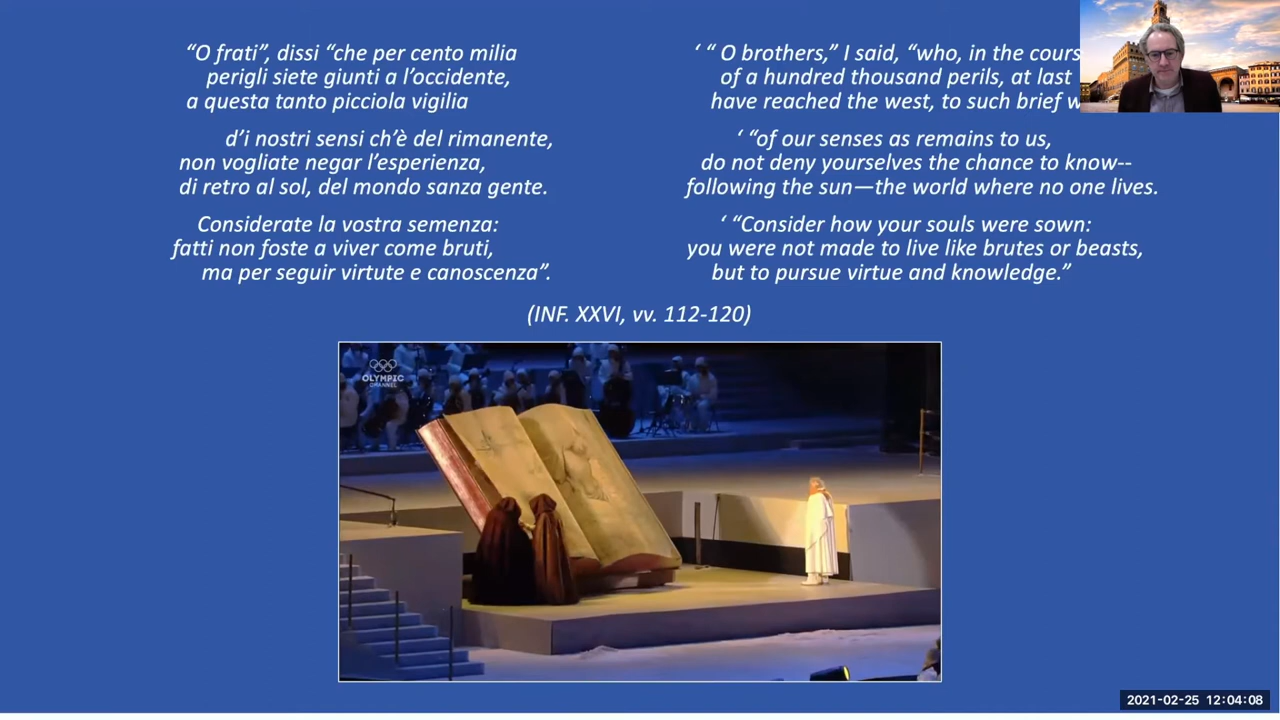 “O frati”, dissi “che per cento milia
perigli siete giunti a l’occidente,
a questa tanto picciola vigilia
d’i nostri sensi ch’è del rimanente,
non vogliate negar l’esperienza,
di retro al sol, del mondo sanza gente.
Considerate la vostra semenza:
fatti non foste a viver come bruti,
ma per seguir virtute e canoscenza”.
‘ “ O brothers,” I said, “who, in the cours
of a hundred thousand perils, at last
have reached the west, to such brief w
‘ “of our senses as remains to us,
do not deny yourselves the chance to know--
following the sun—the world where no one lives.
‘ “Consider how your souls were sown:
you were not made to live like brutes or beasts,
but to pursue virtue and knowledge.”
(INF. XXVI, vv. 112-120)
OLYMPIC
CHANNEL
2021-02-25 12:04:08